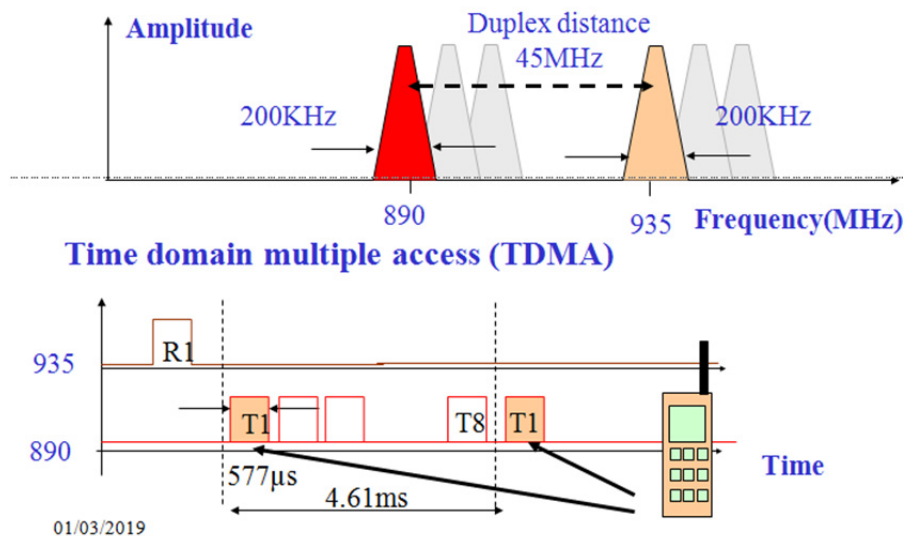 Amplitude
Duplex distance
45MHz
200KHz
200KHz
890
935
Frequency(MHz)
Time domain multiple access (TDMA)
935
R1
T1
T8
T1
890
577µs
Time
4.61ms
01/03/2019